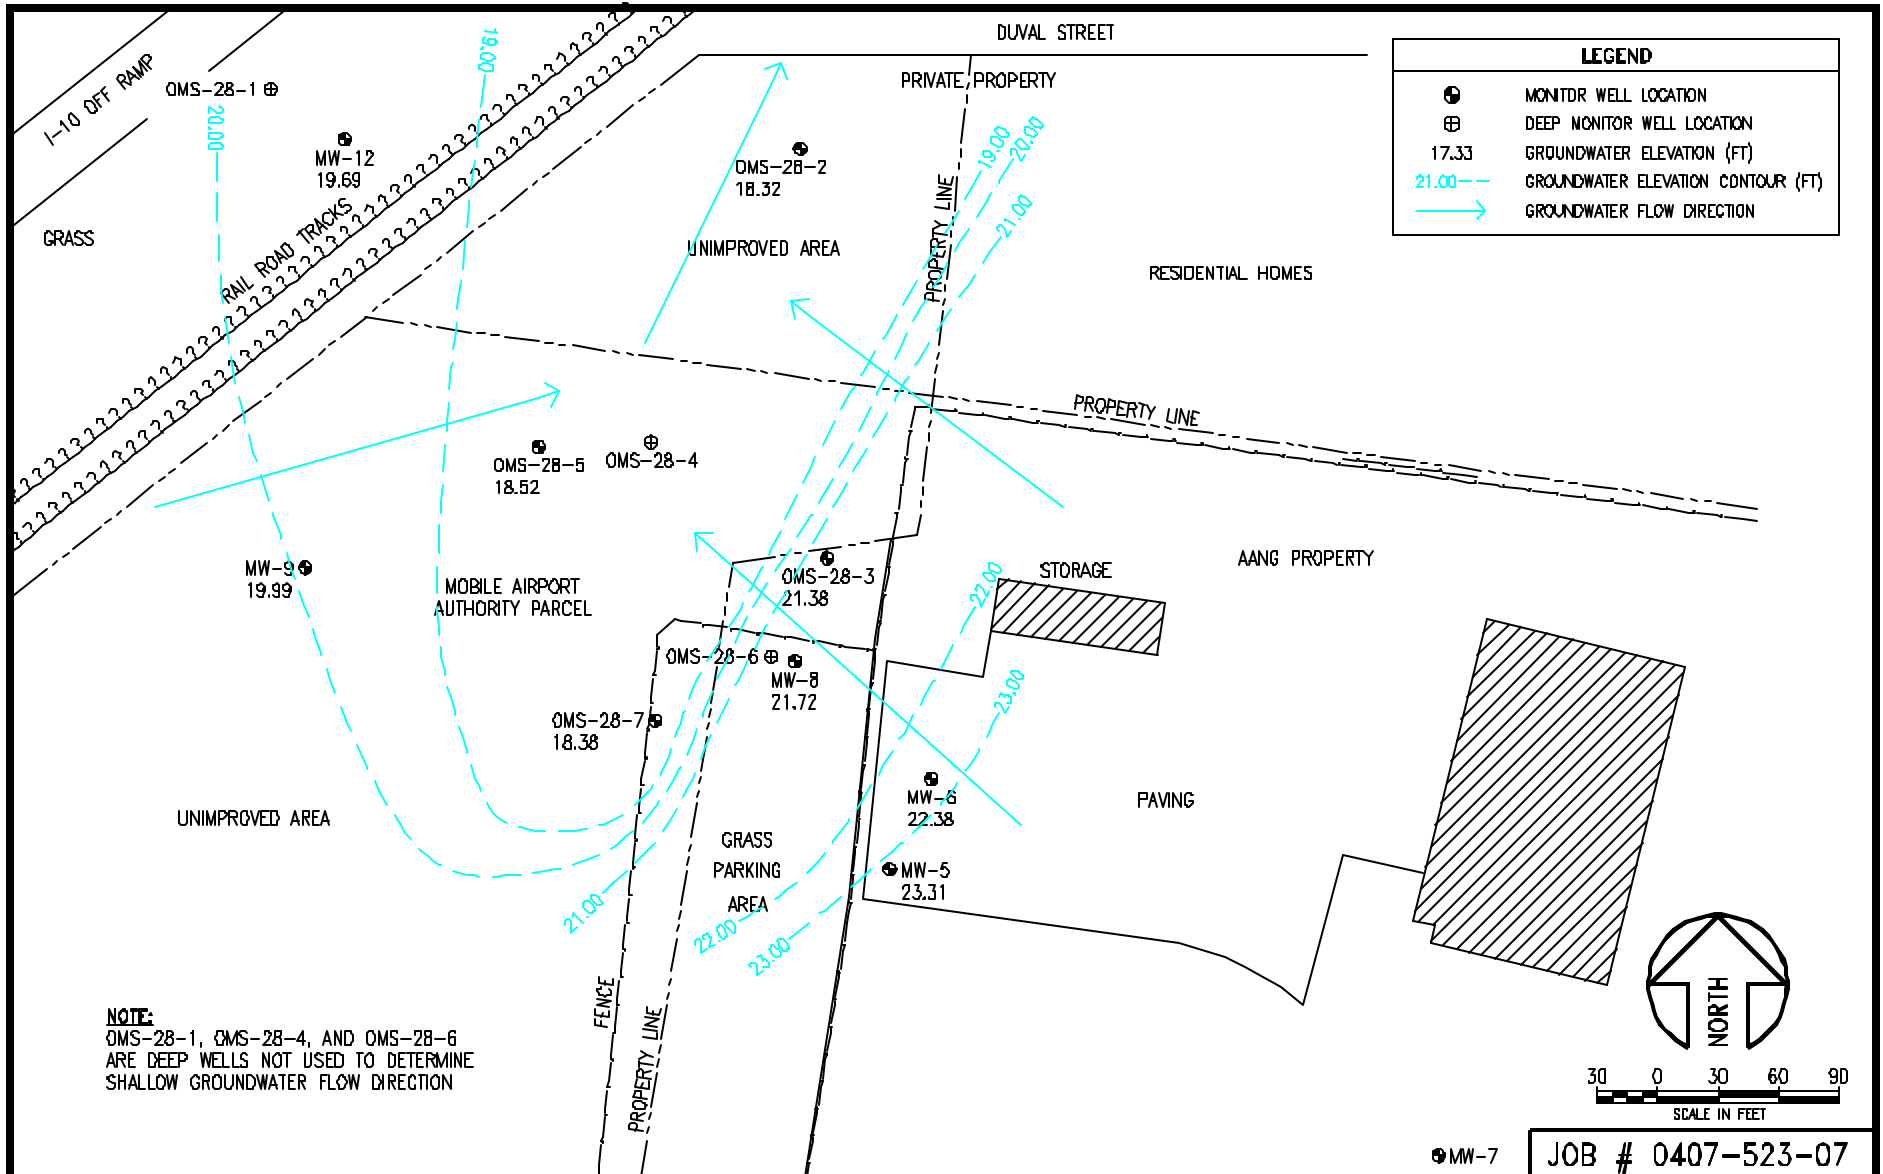 DUVAL STREET
LEGEND
MONITOR WELL LOCATION
DEEP MONITOR WELL LOCATION
17.33 GROUNDWATER ELEVATION (FT)
21.00 GROUNDWATER ELEVATION CONTOUR (FT)
GROUNDWATER FLOW DIRECTION
I-10 OFF RAMP
OMS-28-1
20.00
19.00
MW-12
19.69
GRASS
RAIL ROAD TRACKS
PRIVATE PROPERTY
OMS-28-2
18.32
UNIMPROVED AREA
PROPERTY LINE
19.00
20.00
21.00
RESIDENTIAL HOMES
PROPERTY LINE
OMS-28-5
18.52
OMS-28-4
MW-9
19.99
MOBILE AIRPORT
AUTHORITY PARCEL
OMS-28-3
21.38
22.00
STORAGE
AANG PROPERTY
OMS-28-6
MW-8
21.72
23.00
OMS-28-7
18.38
MW-6
22.38
PAVING
UNIMPROVED AREA
GRASS
PARKING
AREA
MW-5
23.31
21.00
22.00
23.00
FENCE
PROPERTY LINE
NOTE:
OMS-28-1, OMS-28-4, AND OMS-28-6
ARE DEEP WELLS NOT USED TO DETERMINE
SHALLOW GROUNDWATER FLOW DIRECTION
NORTH
30 0 30 60 90
SCALE IN FEET
MW-7
JOB # 0407-523-07